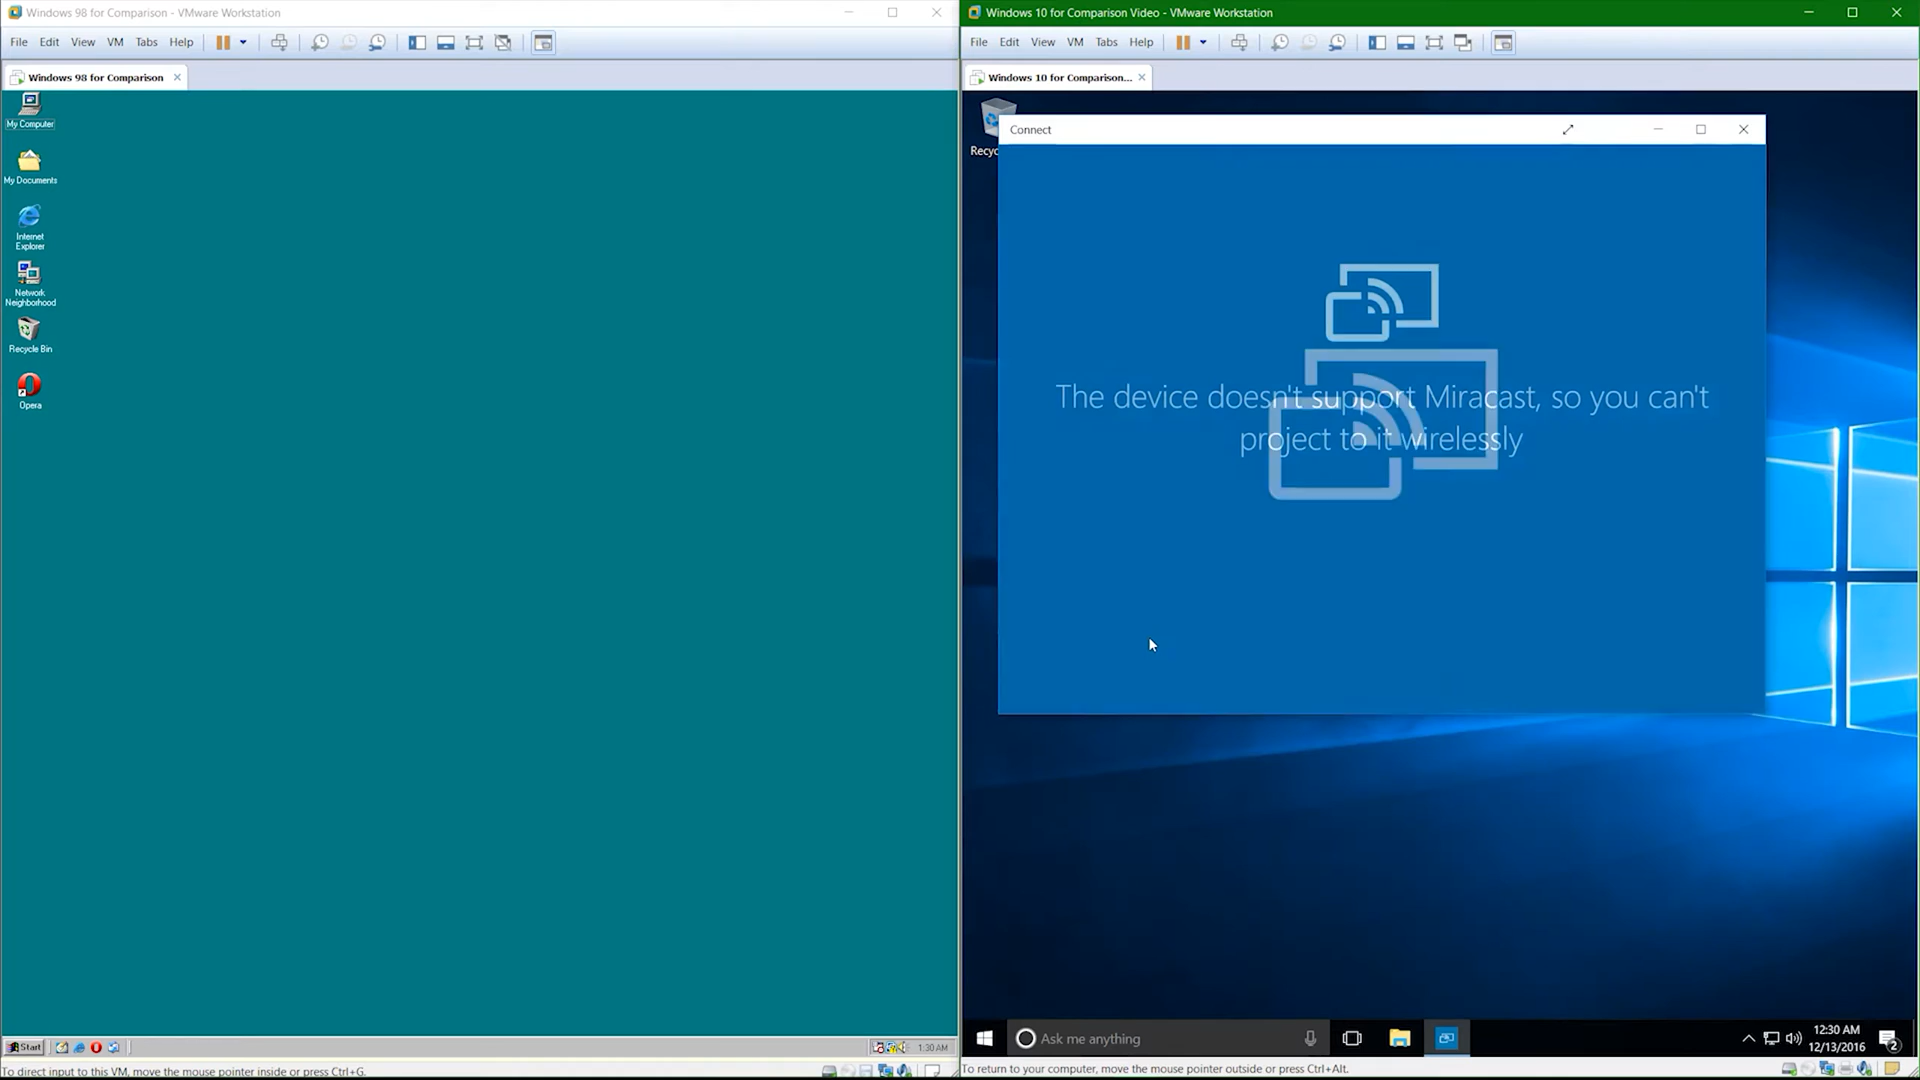 Windows 98 for Comparison - VMware Workstation
File Edit View VM Tabs Help
Windows 98 for Comparison
My Computer
My Documents
Internet
Explorer
Network
Neighborhood
Recycle Bin
Opera
Start
1:30 AM
To direct input to this VM, move the mouse pointer inside or press Ctrl+G.
Windows 10 for Comparison Video - VMware Workstation
File Edit View VM Tabs Help
Windows 10 for Comparison...
Recyc
Connect
The device doesn't support Miracast, so you can't
project to it wirelessly
Ask me anything
12:30 AM
12/13/2016
2
To return to your computer, move the mouse pointer outside or press Ctrl+Alt.